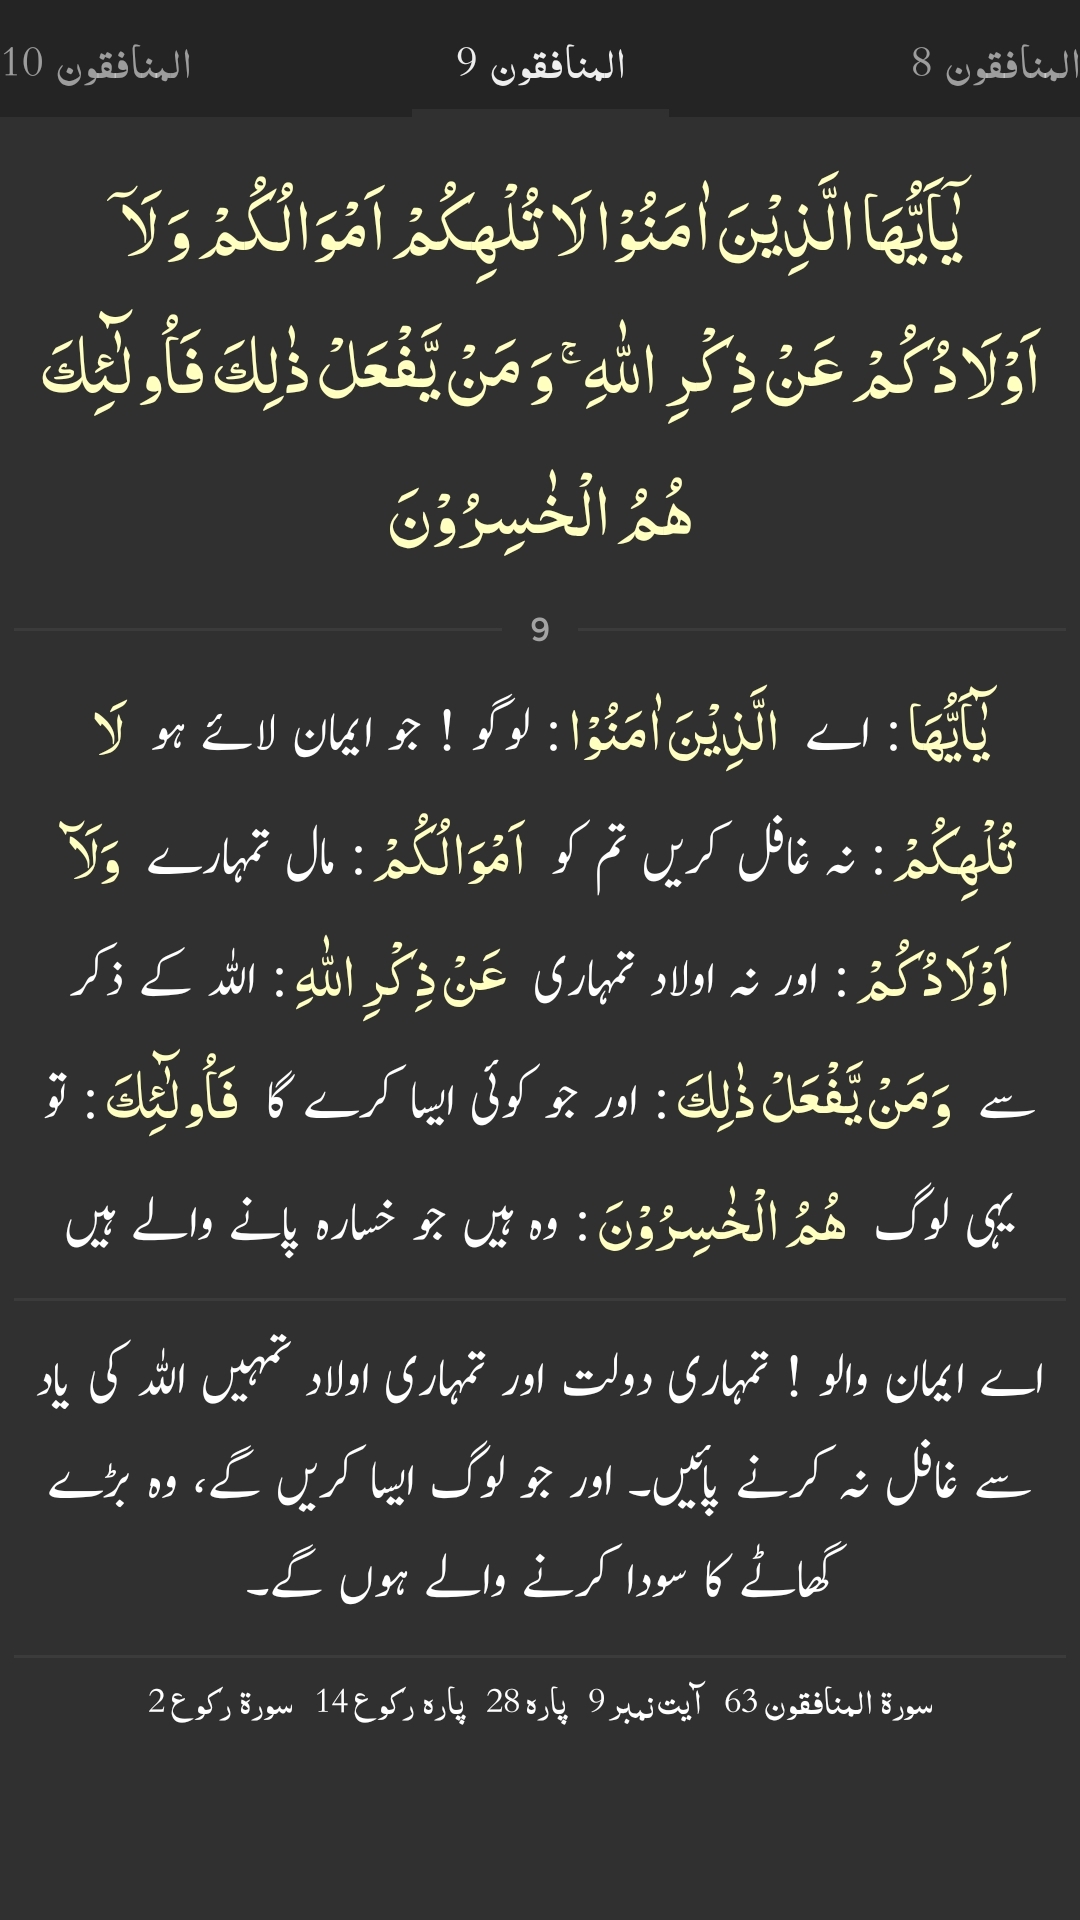 المنافقون 8
المنافقون 9
المنافقون 10
يٰۤاَيُّهَا الَّذِيْنَ اٰمَنُوْا لَا تُلْهِكُمْ اَمْوَالُكُمْ وَلَاۤ
اَوْلَادُكُمْ عَنْ ذِكْرِ اللّٰهِ ۚ وَمَنْ يَّفْعَلْ ذٰلِكَ فَاُولٰٓئِكَ
هُمُ الْخٰسِرُوْنَ
9
يٰٓاَيُّهَا : اے الَّذِيْنَ اٰمَنُوْا : لوگو ! جو ایمان لائے ہو لَا
تُلْهِكُمْ : نہ غافل کریں تم کو اَمْوَالُكُمْ : مال تمہارے وَلَآ
اَوْلَادُكُمْ : اور نہ اولاد تمہاری عَنْ ذِكْرِ اللّٰهِ : اللہ کے ذکر
سے وَمَنْ يَّفْعَلْ ذٰلِكَ : اور جو کوئی ایسا کرے گا فَاُولٰٓئِكَ : تو
یہی لوگ هُمُ الْخٰسِرُوْنَ : وہ ہیں جو خسارہ پانے والے ہیں
اے ایمان والو ! تمہاری دولت اور تمہاری اولاد تمہیں اللہ کی یاد
سے غافل نہ کرنے پائیں۔ اور جو لوگ ایسا کریں گے، وہ بڑے
گھاٹے کا سودا کرنے والے ہوں گے۔
سورۃ المنافقون 63 آیت نمبر 9 پارہ 28 پارہ رکوع 14 سورۃ رکوع 2